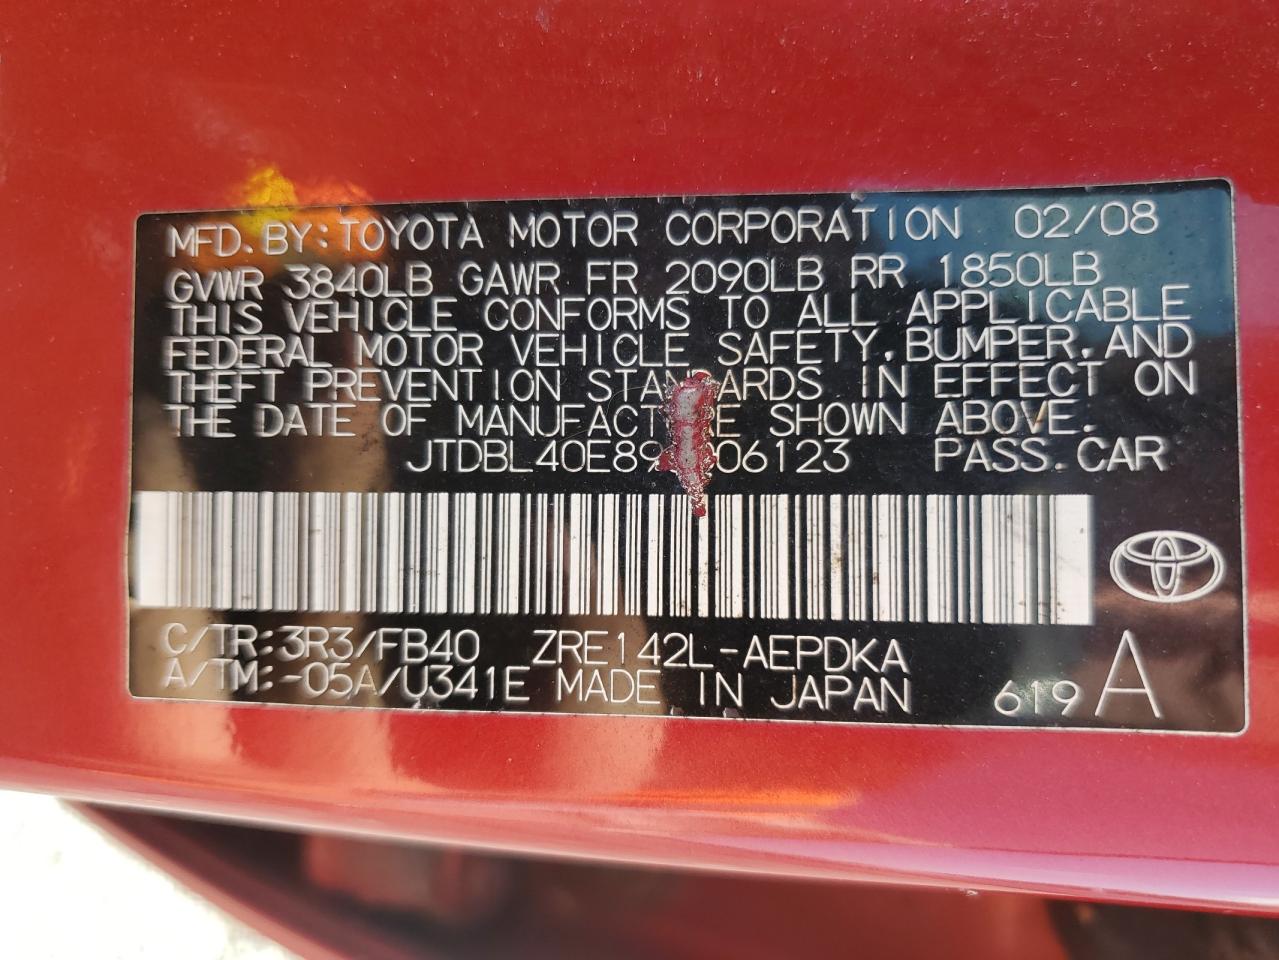 MFD. BY: TOYOTA MOTOR CORPORATION 02/08
GVWR 3840LB GAWR FR 2090LB RR 1850LB
THIS VEHICLE CONFORMS TO ALL APPLICABLE
FEDERAL MOTOR VEHICLE SAFETY, BUMPER, AND
THEFT PREVENTION STANDARDS IN EFFECT ON
THE DATE OF MANUFACTURE SHOWN ABOVE.
PASS. CAR
C/TR: 3R3/FB40 ZRE142L-AEPDKA
A/TM: -05A/U341E MADE IN JAPAN 619 A